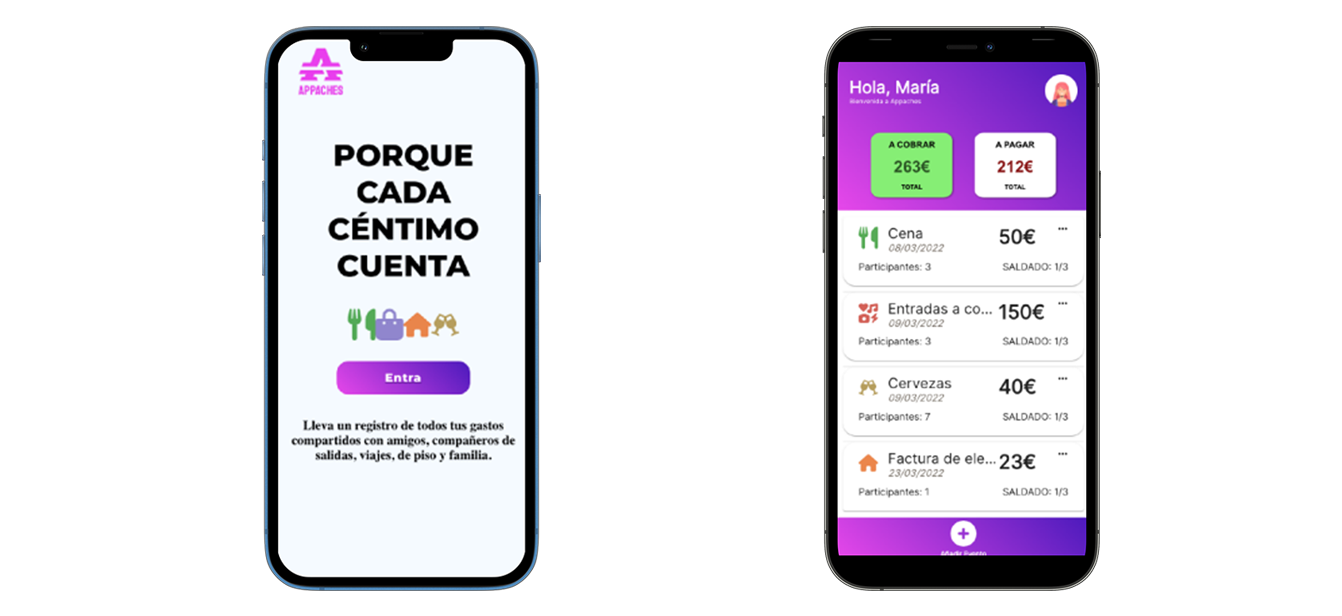 APPACHES
PORQUE
CADA
CÉNTIMO
CUENTA
Entra
Lleva un registro de todos tus gastos
compartidos con amigos, compañeros de
salidas, viajes, de piso y familia.
Hola, María
Bienvenida a Appaches
A COBRAR
263€
TOTAL
A PAGAR
212€
TOTAL
Cena 50€ ...
08/03/2022
Participantes: 3 SALDADO: 1/3
Entradas a co... 150€ ...
09/03/2022
Participantes: 3 SALDADO: 1/3
Cervezas 40€ ...
09/03/2022
Participantes: 7 SALDADO: 1/3
Factura de ele... 23€ ...
23/03/2022
Participantes: 1 SALDADO: 1/3
Añadir Evento